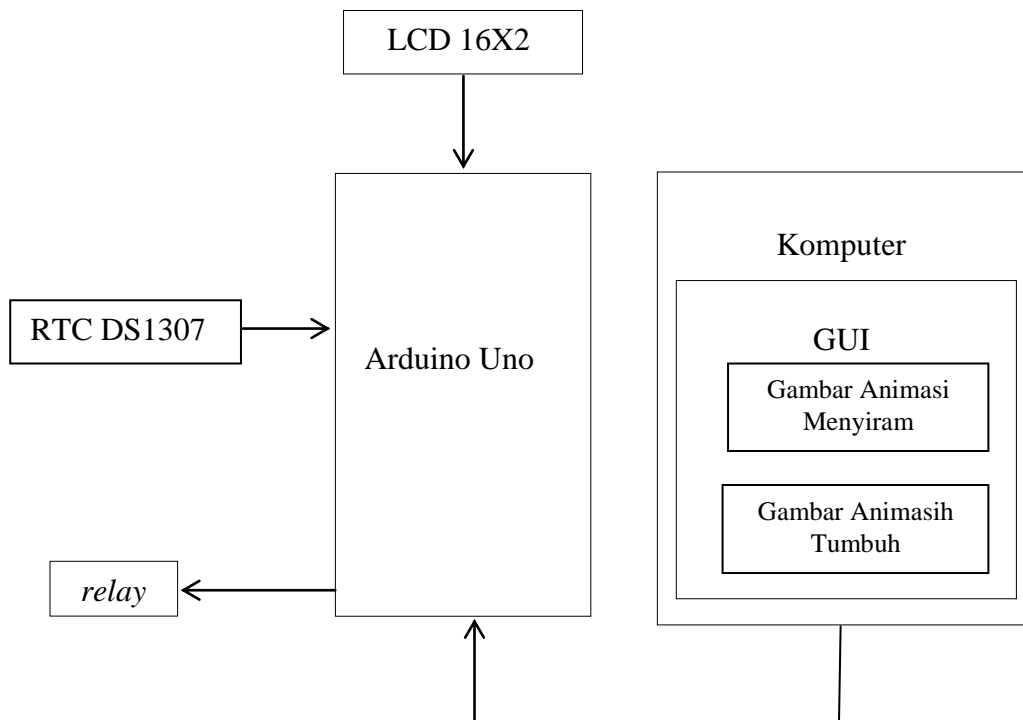 LCD 16X2
Komputer
RTC DS1307
Arduino Uno
GUI
Gambar Animasi
Menyiram
Gambar Animasih
Tumbuh
relay